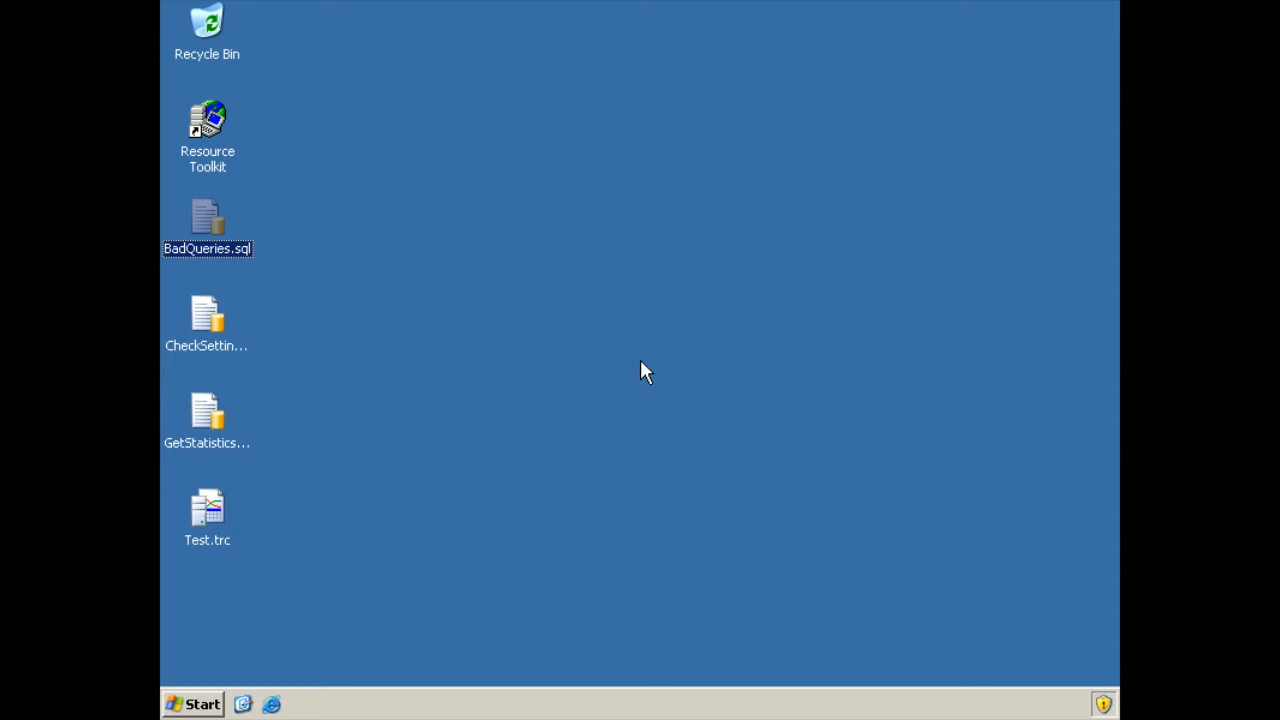 Recycle Bin
Resource
Toolkit
BadQueries.sql
CheckSettin...
GetStatistics...
Test.trc
Start